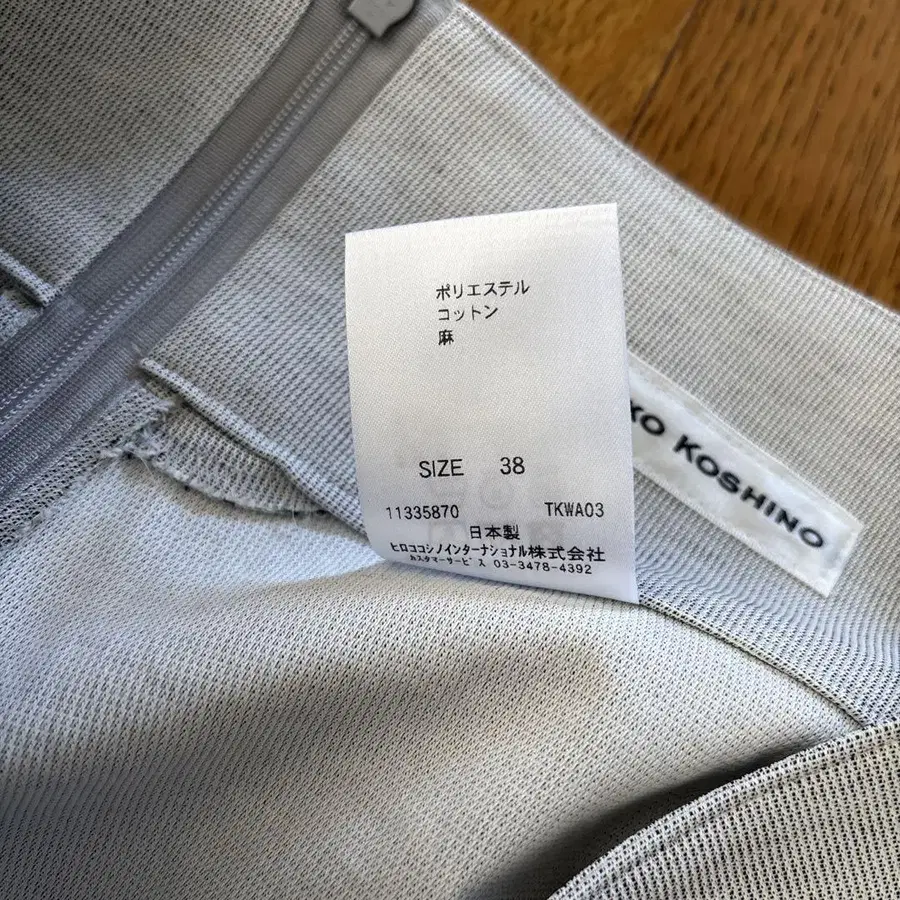 ポリエステル
コットン
麻
SIZE 38
11335870 TKWA03
日本製
ヒロココシノインターナショナル株式会社
カスタマーサービス 03-3478-4392
KOSHINO